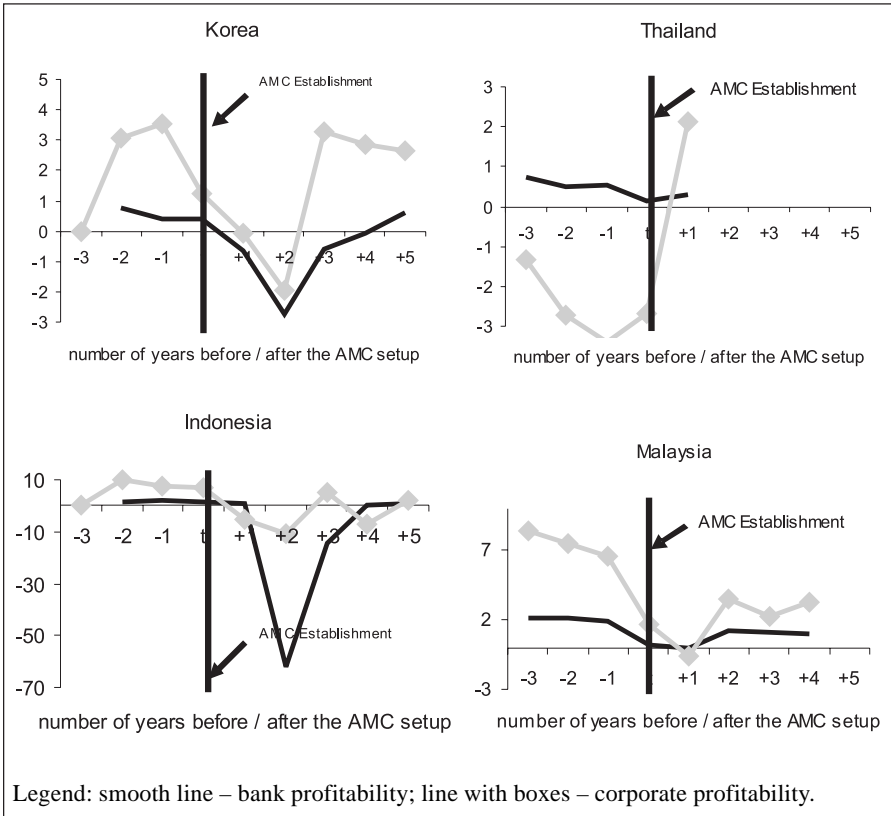 Korea
AMC Establishment
5
4
3
2
1
0
-1
-2
-3
-3 -2 -1 +1 +2 +3 +4 +5
number of years before / after the AMC setup
Thailand
AMC Establishment
3
2
1
0
-1
-2
-3
-3 -2 -1 t +1 +2 +3 +4 +5
number of years before / after the AMC setup
Indonesia
10
-10
-30
-50
-70
-3 -2 -1 t +1 +2 +3 +4 +5
AMC Establishment
number of years before / after the AMC setup
Malaysia
AMC Establishment
7
2
-3
-3 -2 -1 +1 +2 +3 +4 +5
number of years before / after the AMC setup
Legend: smooth line – bank profitability; line with boxes – corporate profitability.